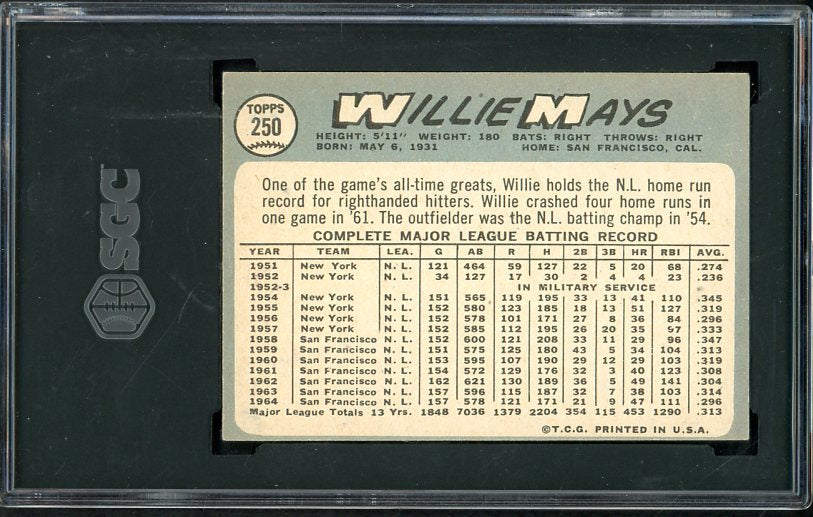 TOPPS
250
WILLIE MAYS
HEIGHT: 5'11" WEIGHT: 180 BATS: RIGHT THROWS: RIGHT
BORN: MAY 6, 1931 HOME: SAN FRANCISCO, CAL.
One of the game's all-time greats, Willie holds the N.L. home run
record for righthanded hitters. Willie crashed four home runs in
one game in '61. The outfielder was the N.L. batting champ in '54.
COMPLETE MAJOR LEAGUE BATTING RECORD
YEAR TEAM LEA. G AB R H 2B 3B HR RBI AVG.
1951 New York N. L. 121 464 59 127 22 5 20 68 .274
1952 New York N. L. 34 127 17 30 2 4 4 23 .236
1952-3 IN MILITARY SERVICE
1954 New York N. L. 151 565 119 195 33 13 41 110 .345
1955 New York N. L. 152 580 123 185 18 13 51 127 .319
1956 New York N. L. 152 578 101 171 27 8 36 84 .296
1957 New York N. L. 152 585 112 195 26 20 35 97 .333
1958 San Francisco N. L. 152 600 121 208 33 11 29 96 .347
1959 San Francisco N. L. 151 575 125 180 43 5 34 104 .313
1960 San Francisco N. L. 153 595 107 190 29 12 29 103 .319
1961 San Francisco N. L. 154 572 129 176 32 3 40 123 .308
1962 San Francisco N. L. 162 621 130 189 36 5 49 141 .304
1963 San Francisco N. L. 157 596 115 187 32 7 38 103 .314
1964 San Francisco N. L. 157 578 121 171 21 9 47 111 .296
Major League Totals 13 Yrs. 1848 7036 1379 2204 354 115 453 1290 .313
©T.C.G. PRINTED IN U.S.A.
SGC